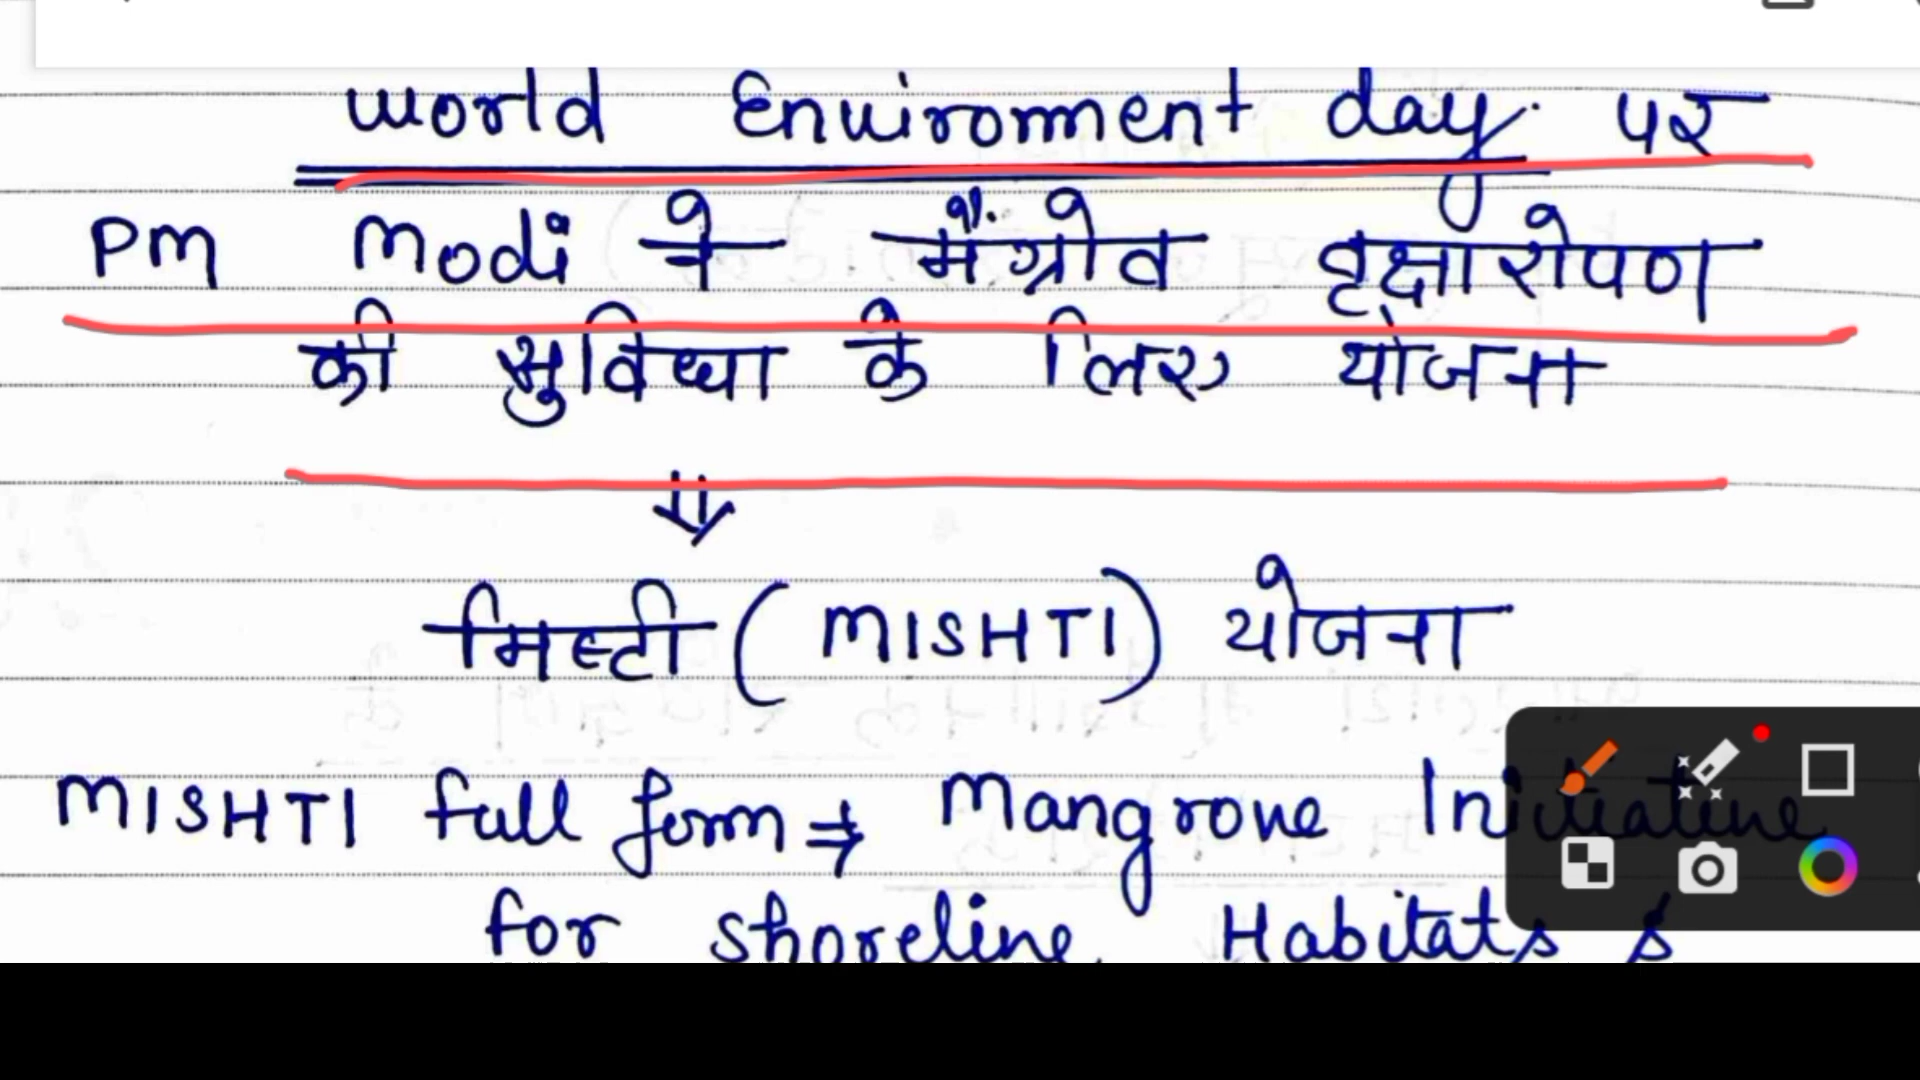 World Environment day पर
PM Modi ने मैंग्रोव वृक्षारोपण
की सुविधा के लिए योजना
⇓
मिस्टी (MISHTI) योजना
MISHTI full form ⇒ Mangrove Initiative
for shoreline Habitats &